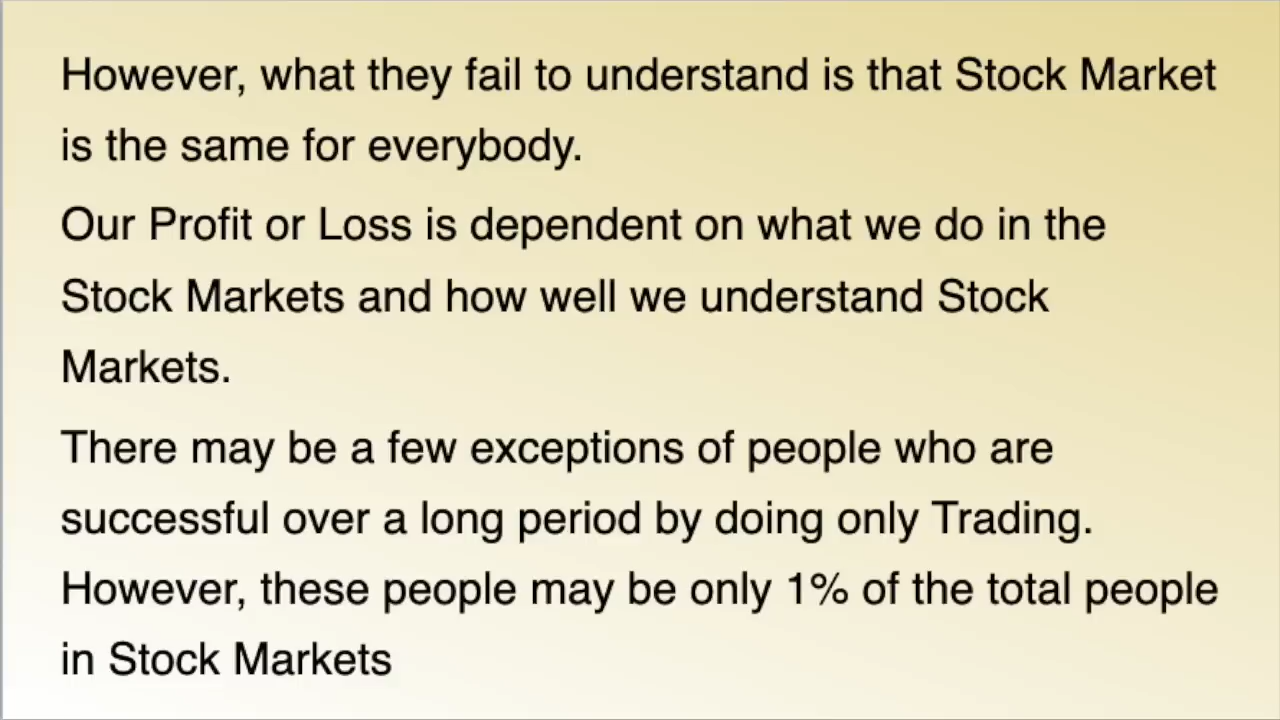 However, what they fail to understand is that Stock Market
is the same for everybody.
Our Profit or Loss is dependent on what we do in the
Stock Markets and how well we understand Stock
Markets.
There may be a few exceptions of people who are
successful over a long period by doing only Trading.
However, these people may be only 1% of the total people
in Stock Markets